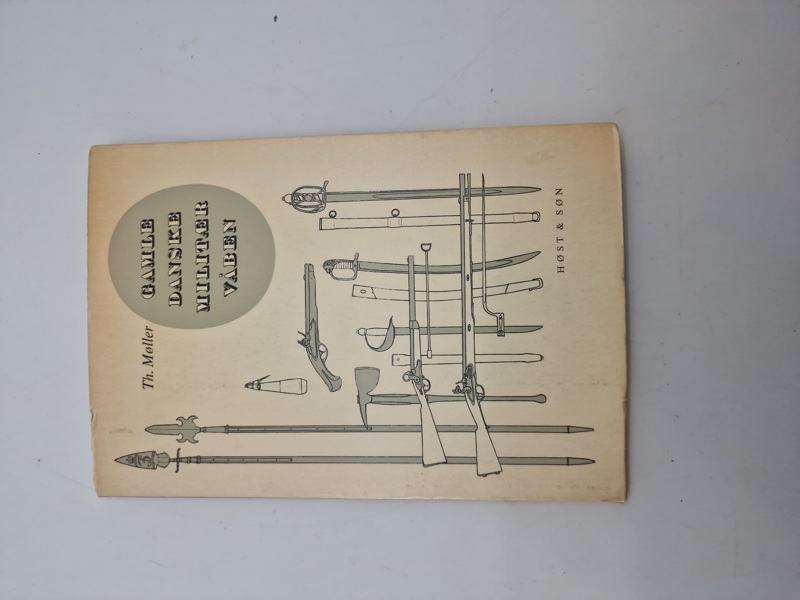 Th. Møller
GAMLE
DANSKE
MILITÆR
VÅBEN
HØST & SØN